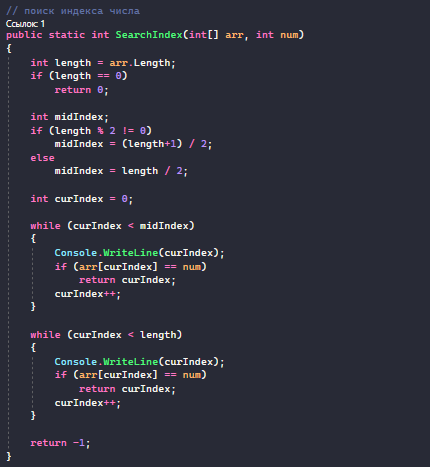 // поиск индекса числа
Ссылок: 1
public static int SearchIndex(int[] arr, int num)
{
    int length = arr.Length;
    if (length == 0)
        return 0;

    int midIndex;
    if (length % 2 != 0)
        midIndex = (length+1) / 2;
    else
        midIndex = length / 2;

    int curIndex = 0;

    while (curIndex < midIndex)
    {
        Console.WriteLine(curIndex);
        if (arr[curIndex] == num)
            return curIndex;
        curIndex++;
    }

    while (curIndex < length)
    {
        Console.WriteLine(curIndex);
        if (arr[curIndex] == num)
            return curIndex;
        curIndex++;
    }

    return -1;
}